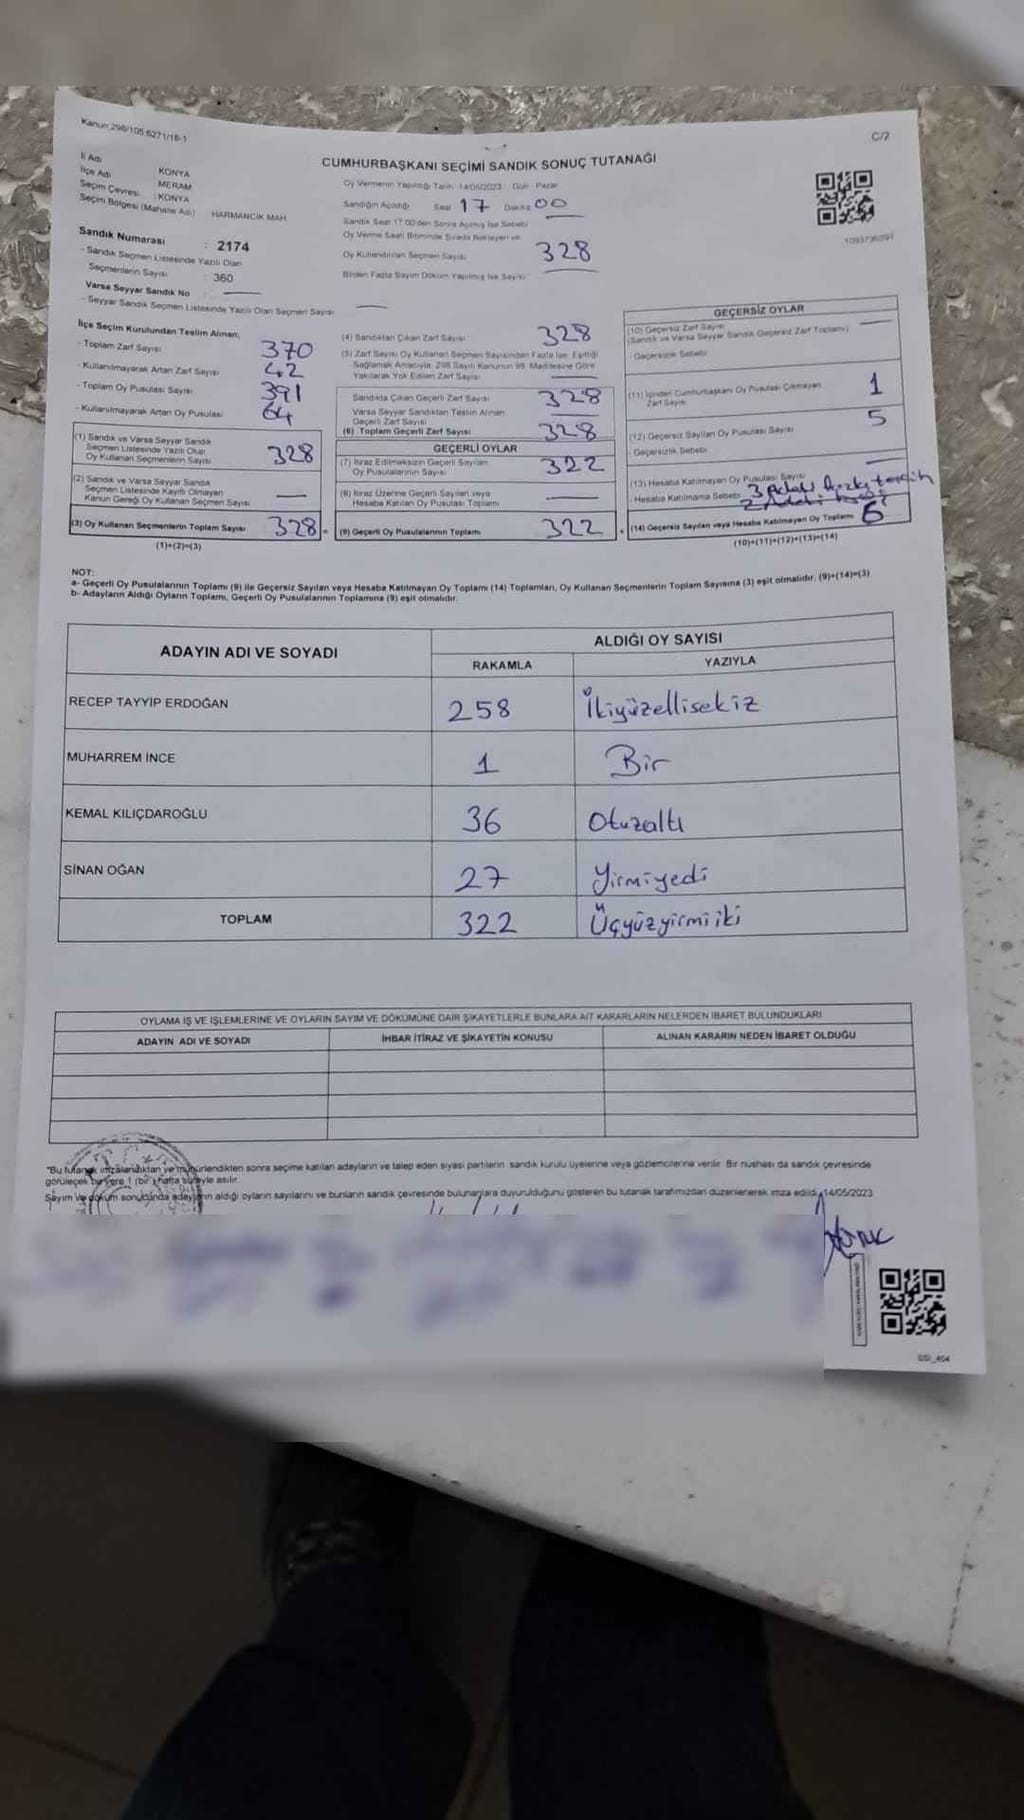 Kanun:298/105,6271/18-1
C/2
CUMHURBAŞKANI SEÇİMİ SANDIK SONUÇ TUTANAĞI
İl Adı : KONYA
İlçe Adı : MERAM
Seçim Çevresi : KONYA
Seçim Bölgesi (Mahalle Adı) : HARMANCIK MAH
Sandık Numarası : 2174
- Sandık Seçmen Listesinde Yazılı Olan
Seçmenlerin Sayısı : 360
Varsa Seyyar Sandık No :
- Seyyar Sandık Seçmen Listesinde Yazılı Olan Seçmen Sayısı
Oy Vermenin Yapıldığı Tarih :14/05/2023 Gün : Pazar
Sandığın Açıldığı Saat 17 Dakika 00
Sandık Saat 17.00'den Sonra Açılmış İse Sebebi
Oy Verme Saati Bitiminde Sırada Bekleyen ve
Oy Kullandırılan Seçmen Sayısı 328
Birden Fazla Sayım Döküm Yapılmış İse Sayısı
İlçe Seçim Kurulundan Teslim Alınan;
- Toplam Zarf Sayısı 370
- Kullanılmayarak Artan Zarf Sayısı 42
- Toplam Oy Pusulası Sayısı 391
- Kullanılmayarak Artan Oy Pusulası 64
(1) Sandık ve Varsa Seyyar Sandık
Seçmen Listesinde Yazılı Olup
Oy Kullanan Seçmenlerin Sayısı 328
(2) Sandık ve Varsa Seyyar Sandık
Seçmen Listesinde Kayıtlı Olmayan
Kanun Gereği Oy Kullanan Seçmen Sayısı
(3) Oy Kullanan Seçmenlerin Toplam Sayısı 328
(1)+(2)=(3)
(4) Sandıktan Çıkan Zarf Sayısı 328
(5) Zarf Sayısı Oy Kullanan Seçmen Sayısından Fazla İse, Eşitliği
Sağlamak Amacıyla, 298 Sayılı Kanunun 98. Maddesine Göre
Yakılarak Yok Edilen Zarf Sayısı
Sandıkta Çıkan Geçerli Zarf Sayısı 328
Varsa Seyyar Sandıktan Teslim Alınan
Geçerli Zarf Sayısı
(6) Toplam Geçerli Zarf Sayısı 328
GEÇERLİ OYLAR
(7) İtiraz Edilmeksizin Geçerli Sayılan
Oy Pusulalarının Sayısı 322
(8) İtiraz Üzerine Geçerli Sayılan veya
Hesaba Katılan Oy Pusulası Toplamı
(9) Geçerli Oy Pusulalarının Toplamı 322
GEÇERSİZ OYLAR
(10) Geçersiz Zarf Sayısı
(Sandık ve Varsa Seyyar Sandık Geçersiz Zarf Toplamı)
- Geçersizlik Sebebi
(11) İçinden Cumhurbaşkanı Oy Pusulası Çıkmayan
Zarf Sayısı 1
(12) Geçersiz Sayılan Oy Pusulası Sayısı 5
- Geçersizlik Sebebi
(13) Hesaba Katılmayan Oy Pusulası Sayısı
- Hesaba Katılmama Sebebi 3 Adet tercih
2 Adet
(14) Geçersiz Sayılan veya Hesaba Katılmayan Oy Toplamı 6
(10)+(11)+(12)+(13)=(14)
NOT:
a- Geçerli Oy Pusulalarının Toplamı (9) ile Geçersiz Sayılan veya Hesaba Katılmayan Oy Toplamı (14) Toplamları, Oy Kullanan Seçmenlerin Toplam Sayısına (3) eşit olmalıdır. (9)+(14)=(3)
b- Adayların Aldığı Oyların Toplamı, Geçerli Oy Pusulalarının Toplamına (9) eşit olmalıdır.
ADAYIN ADI VE SOYADI
ALDIĞI OY SAYISI
RAKAMLA YAZIYLA
RECEP TAYYİP ERDOĞAN 258 İkiyüzellisekiz
MUHARREM İNCE 1 Bir
KEMAL KILIÇDAROĞLU 36 Otuzaltı
SİNAN OĞAN 27 Yirmiyedi
TOPLAM 322 Üçyüzyirmiiki
OYLAMA İŞ VE İŞLEMLERİNE VE OYLARIN SAYIM VE DÖKÜMÜNE DAİR ŞİKAYETLERLE BUNLARA AİT KARARLARIN NELERDEN İBARET BULUNDUKLARI
ADAYIN ADI VE SOYADI İHBAR İTİRAZ VE ŞİKAYETİN KONUSU ALINAN KARARIN NEDEN İBARET OLDUĞU
"Bu tutanak imzalandıktan ve mühürlendikten sonra seçime katılan adayların ve talep eden siyasi partilerin sandık kurulu üyelerine veya gözlemcilerine verilir. Bir nüshası da sandık çevresinde
görülecek bir yere 1 (bir) hafta süreyle asılır.
Sayım ve döküm sonucunda adayların aldığı oyların sayılarını ve bunların sandık çevresinde bulunanlara duyurulduğunu gösteren bu tutanak tarafımızdan düzenlenerek imza edildi. 14/05/2023